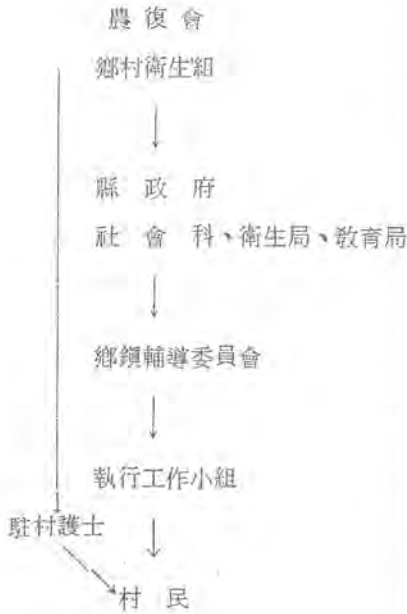 農復會
鄉村衛生組
縣政府
社會科、衛生局、教育局
鄉鎮輔導委員會
執行工作小組
駐村護士
村民